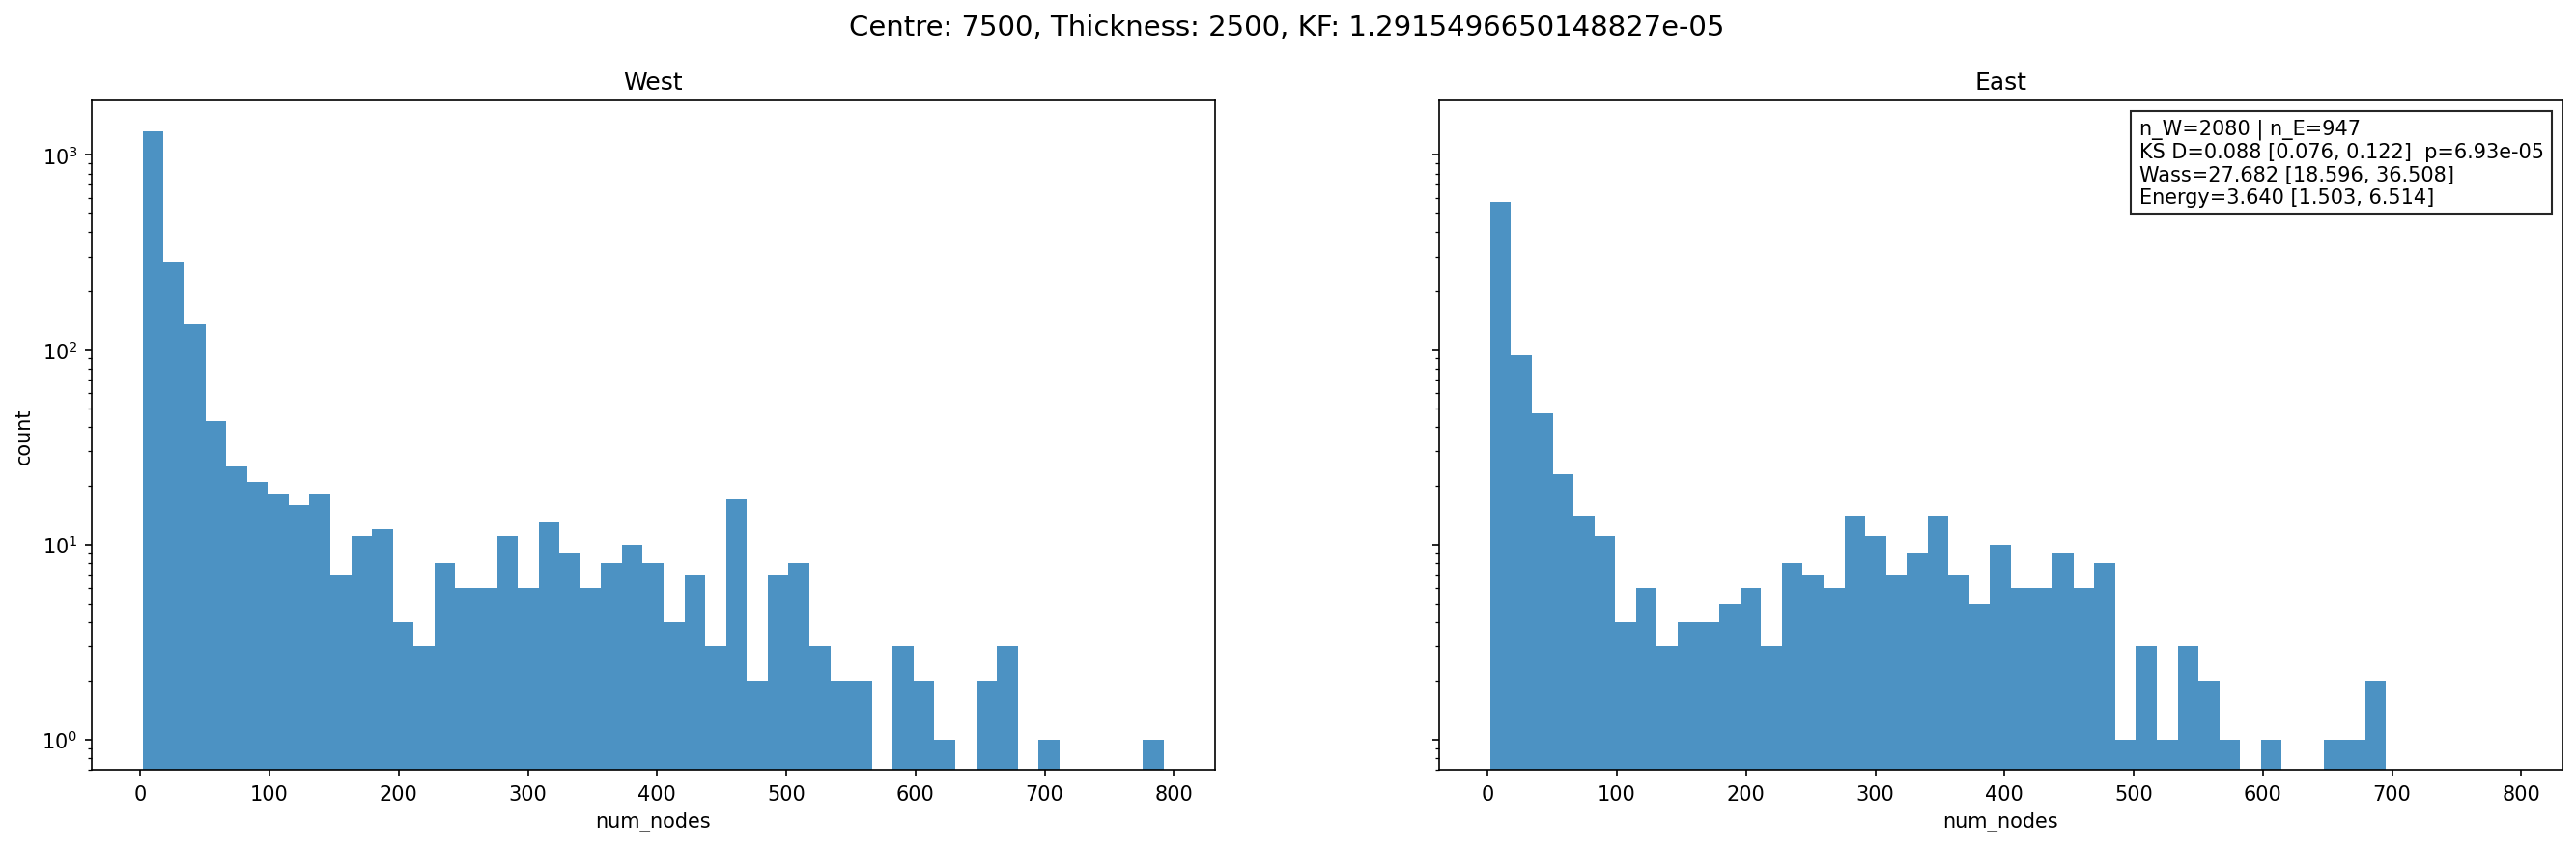 Centre: 7500, Thickness: 2500, KF: 1.2915496650148827e-05
West
count
10³
10²
10¹
10⁰
0 100 200 300 400 500 600 700 800
num_nodes
East
n_W=2080 | n_E=947
KS D=0.088 [0.076, 0.122] p=6.93e-05
Wass=27.682 [18.596, 36.508]
Energy=3.640 [1.503, 6.514]
0 100 200 300 400 500 600 700 800
num_nodes